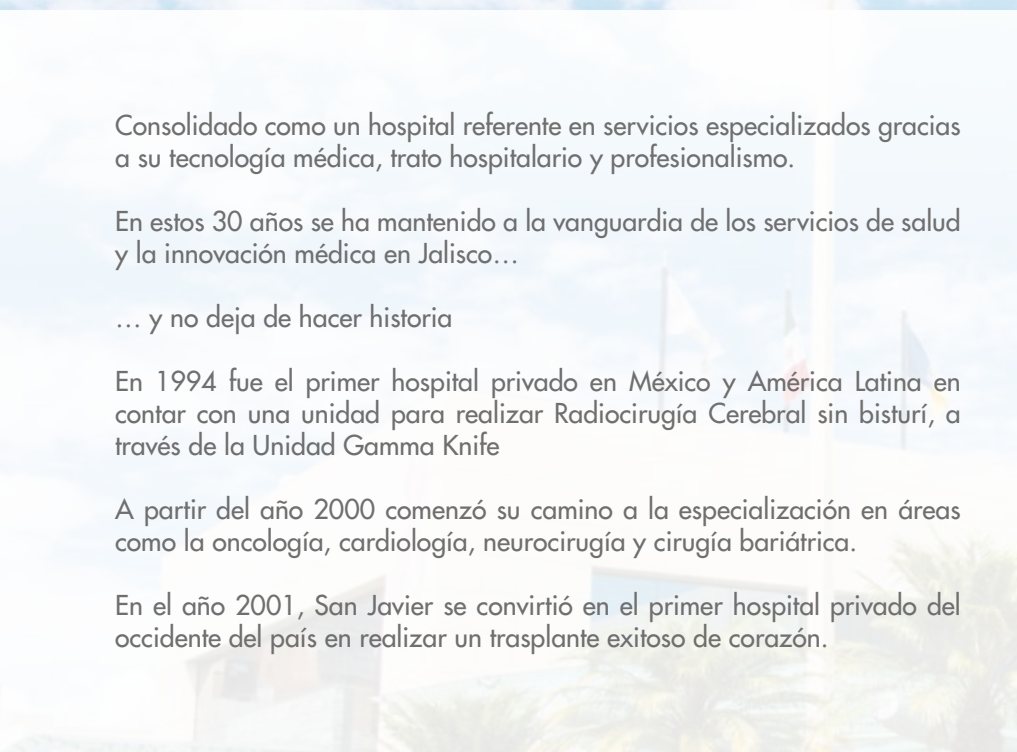 Consolidado como un hospital referente en servicios especializados gracias
a su tecnología médica, trato hospitalario y profesionalismo.
En estos 30 años se ha mantenido a la vanguardia de los servicios de salud
y la innovación médica en Jalisco…
… y no deja de hacer historia
En 1994 fue el primer hospital privado en México y América Latina en
contar con una unidad para realizar Radiocirugía Cerebral sin bisturí, a
través de la Unidad Gamma Knife
A partir del año 2000 comenzó su camino a la especialización en áreas
como la oncología, cardiología, neurocirugía y cirugía bariátrica.
En el año 2001, San Javier se convirtió en el primer hospital privado del
occidente del país en realizar un trasplante exitoso de corazón.